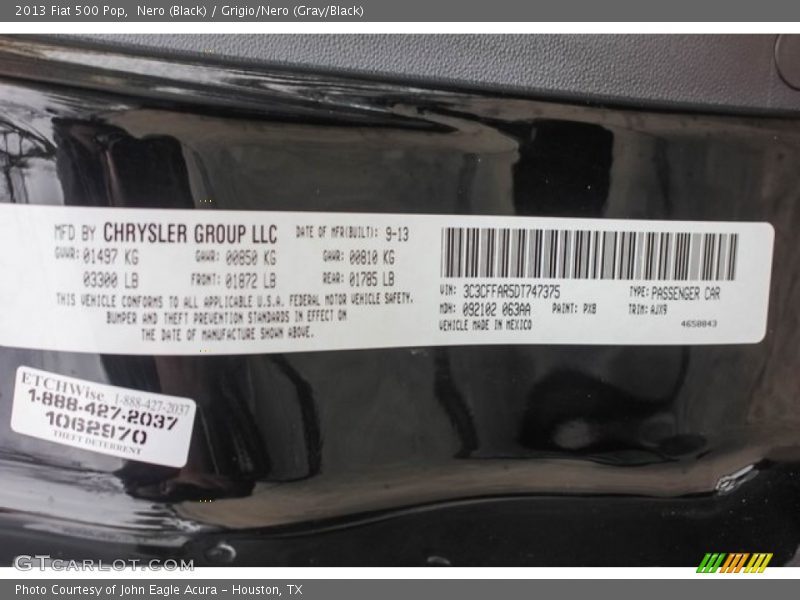 2013 Fiat 500 Pop,  Nero (Black) / Grigio/Nero (Gray/Black)
MFD BY CHRYSLER GROUP LLC DATE OF MFR(BUILT): 9-13
GVWR: 01497 KG GAWR: 00850 KG GAWR: 00810 KG
03300 LB FRONT: 01872 LB REAR: 01785 LB
THIS VEHICLE CONFORMS TO ALL APPLICABLE U.S.A. FEDERAL MOTOR VEHICLE SAFETY.
BUMPER AND THEFT PREVENTION STANDARDS IN EFFECT ON
THE DATE OF MANUFACTURE SHOWN ABOVE.
VIN: 3C3CFFAR5DT747375 TYPE: PASSENGER CAR
MDH: 092102 063AA PAINT: PX8 TRIM: AJX9
VEHICLE MADE IN MEXICO 4650843
ETCHWise 1-888-427-2037
1-888-427-2037
1062970
THEFT DETERRENT
GTCARLOT.COM
Photo Courtesy of John Eagle Acura - Houston, TX